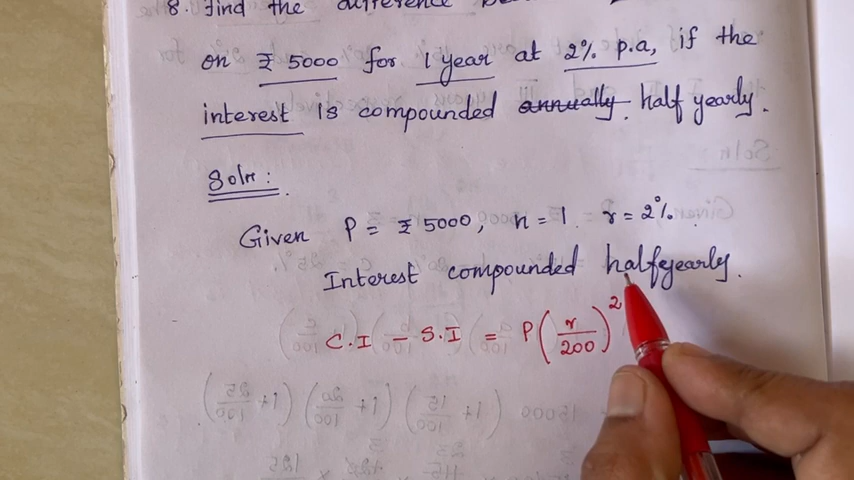 8. Find the difference
on ₹ 5000 for 1 year at 2% p.a, if the
interest is compounded annually. half yearly.
Soln:
Given P = ₹ 5000, n = 1 r = 2%.
Interest compounded halfyearly.
C.I - S.I = P(r/200)^2